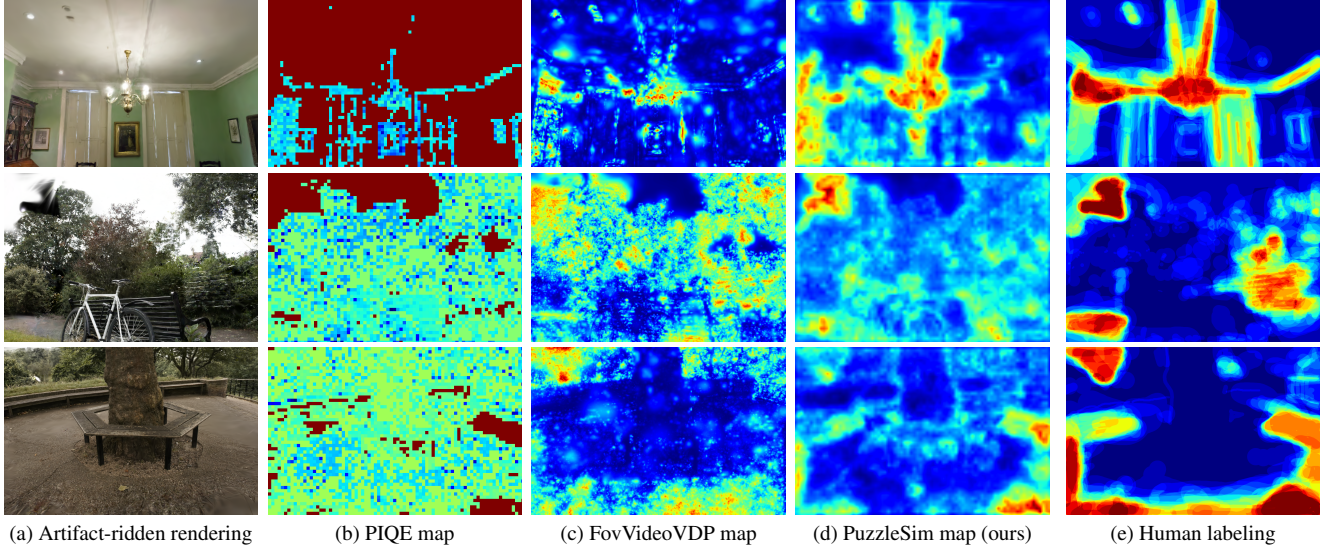 (a) Artifact-ridden rendering
(b) PIQE map
(c) FovVideoVDP map
(d) PuzzleSim map (ours)
(e) Human labeling